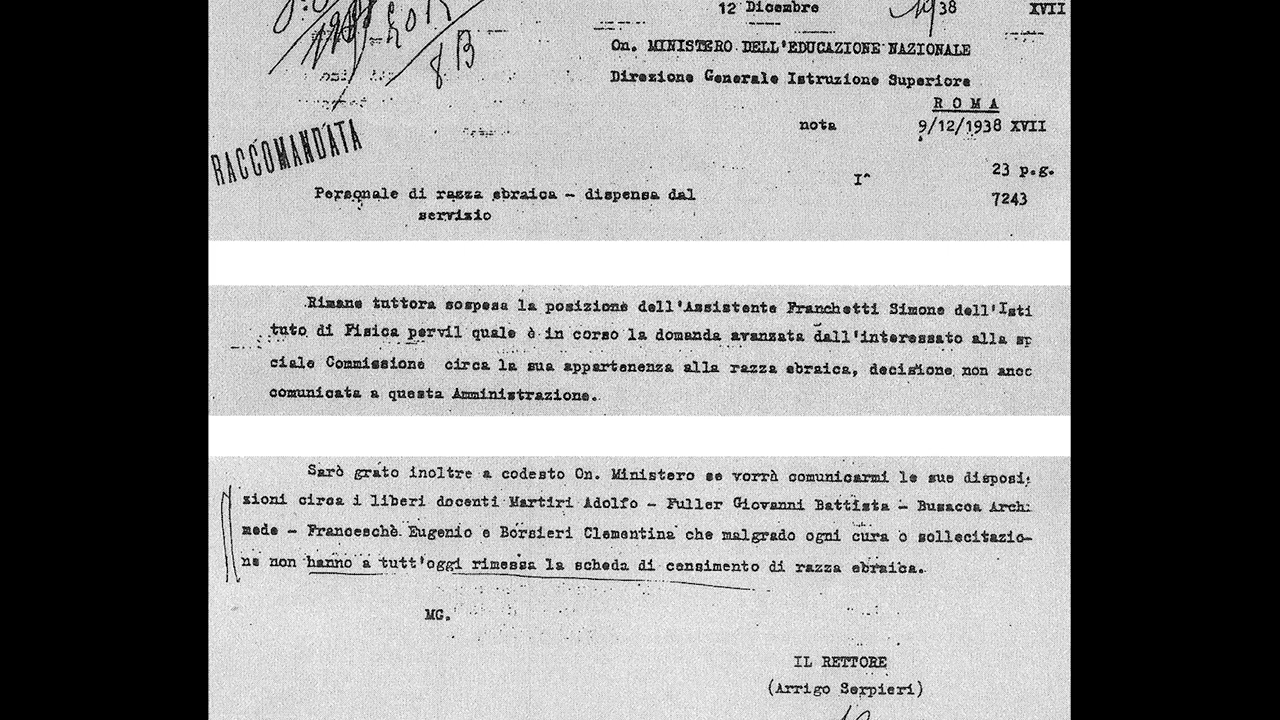 12 Dicembre 1938 XVII
On. MINISTERO DELL'EDUCAZIONE NAZIONALE
Direzione Generale Istruzione Superiore
R O M A
nota 9/12/1938 XVII
RACCOMANDATA
I^ 23 p.g.
7243
Personale di razza ebraica - dispensa dal
servizio
Rimane tuttora sospesa la posizione dell'Assistente Franchetti Simone dell'Isti
tuto di Fisica pervil quale è in corso la domanda avanzata dall'interessato alla sp
ciale Commissione circa la sua appartenenza alla razza ebraica, decisione non anco
comunicata a questa Amministrazione.
Sarò grato inoltre a codesto On. Ministero se vorrà comunicarmi le sue disposi
zioni circa i liberi docenti Martiri Adolfo - Fuller Giovanni Battista - Busacca Archi
mede - Franceschè Eugenio e Borsieri Clementina che malgrado ogni cura o sollecitazio-
ne non hanno a tutt'oggi rimessa la scheda di censimento di razza ebraica.
MG.
IL RETTORE
(Arrigo Serpieri)